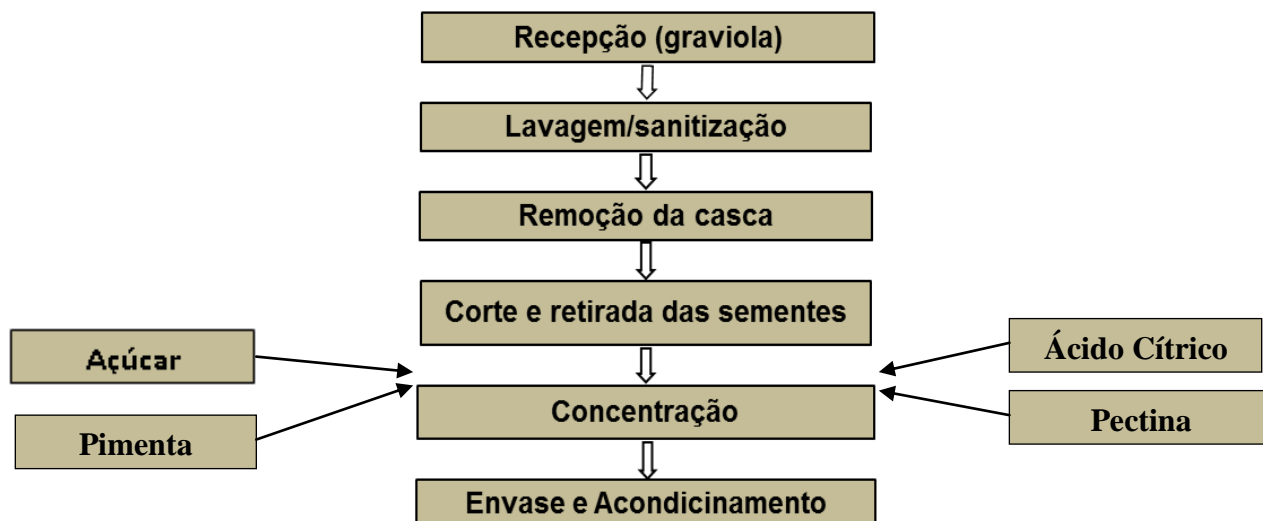 Recepção (graviola)
Lavagem/sanitização
Remoção da casca
Corte e retirada das sementes
Açúcar
Ácido Cítrico
Concentração
Pimenta
Pectina
Envase e Acondicinamento